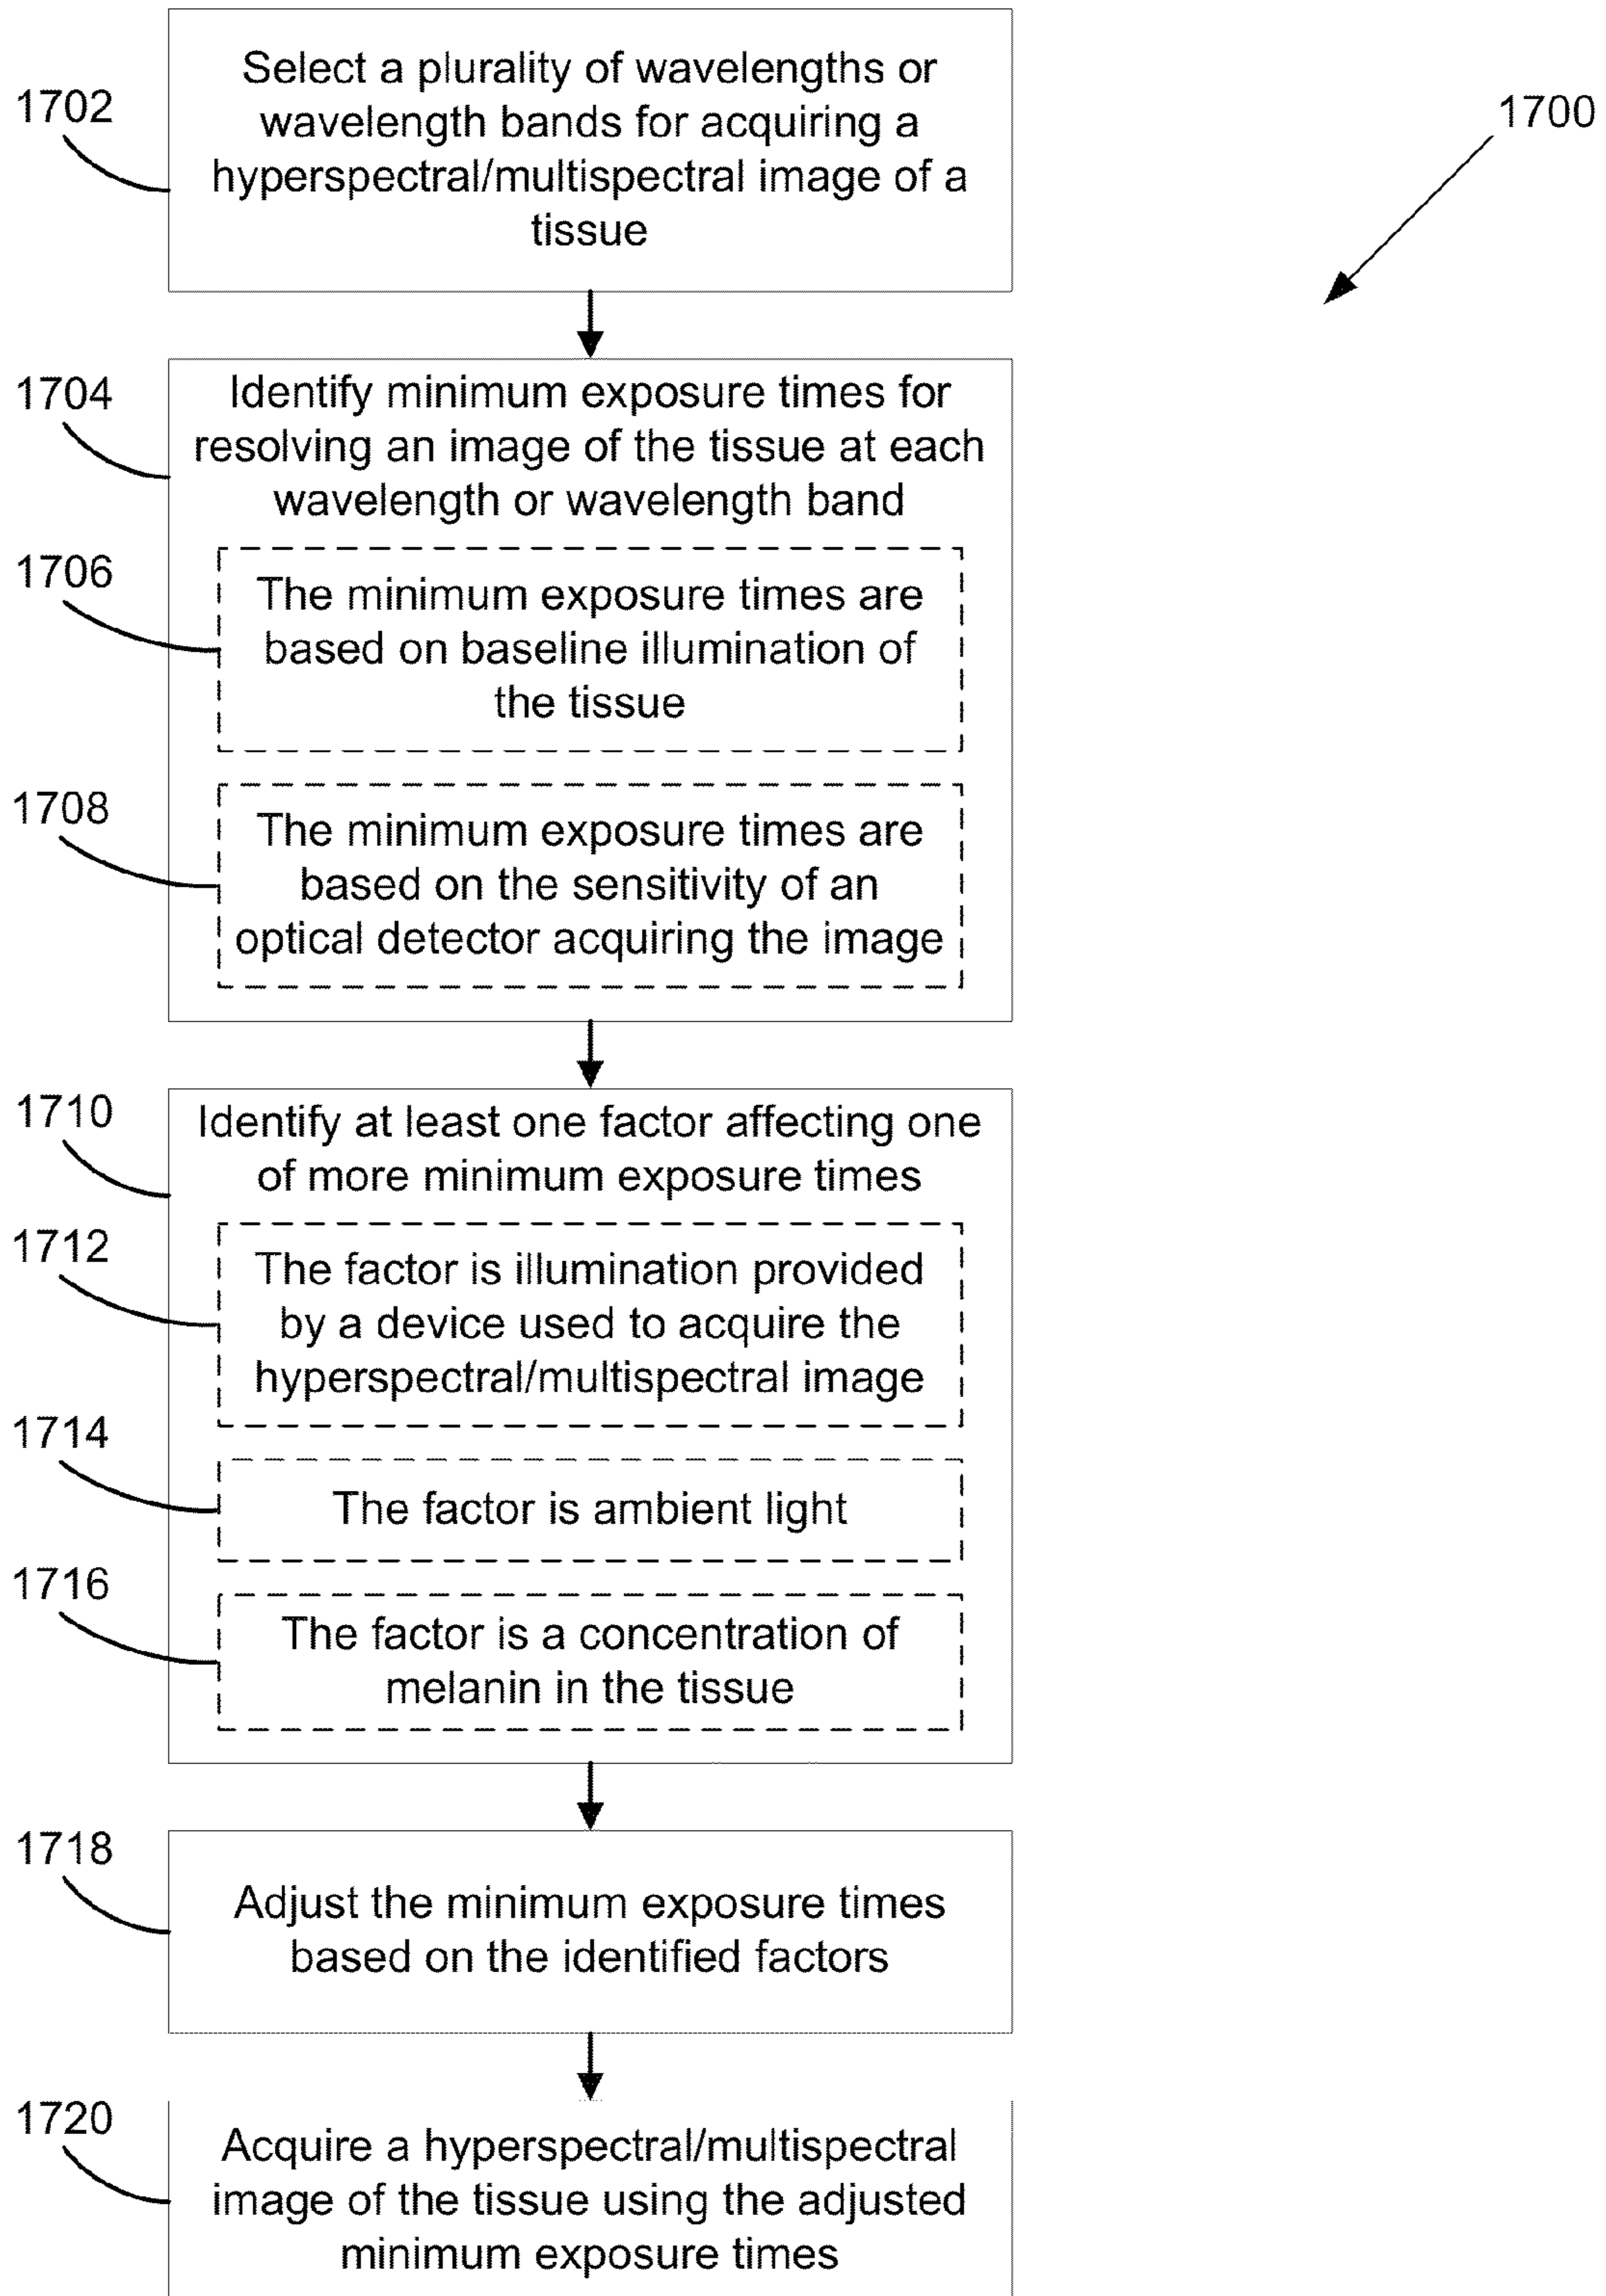 1702
Select a plurality of wavelengths or
wavelength bands for acquiring a
hyperspectral/multispectral image of a
tissue
1700
1704
Identify minimum exposure times for
resolving an image of the tissue at each
wavelength or wavelength band
1706
The minimum exposure times are
based on baseline illumination of
the tissue
1708
The minimum exposure times are
based on the sensitivity of an
optical detector acquiring the image
1710
Identify at least one factor affecting one
of more minimum exposure times
1712
The factor is illumination provided
by a device used to acquire the
hyperspectral/multispectral image
1714
The factor is ambient light
1716
The factor is a concentration of
melanin in the tissue
1718
Adjust the minimum exposure times
based on the identified factors
1720
Acquire a hyperspectral/multispectral
image of the tissue using the adjusted
minimum exposure times